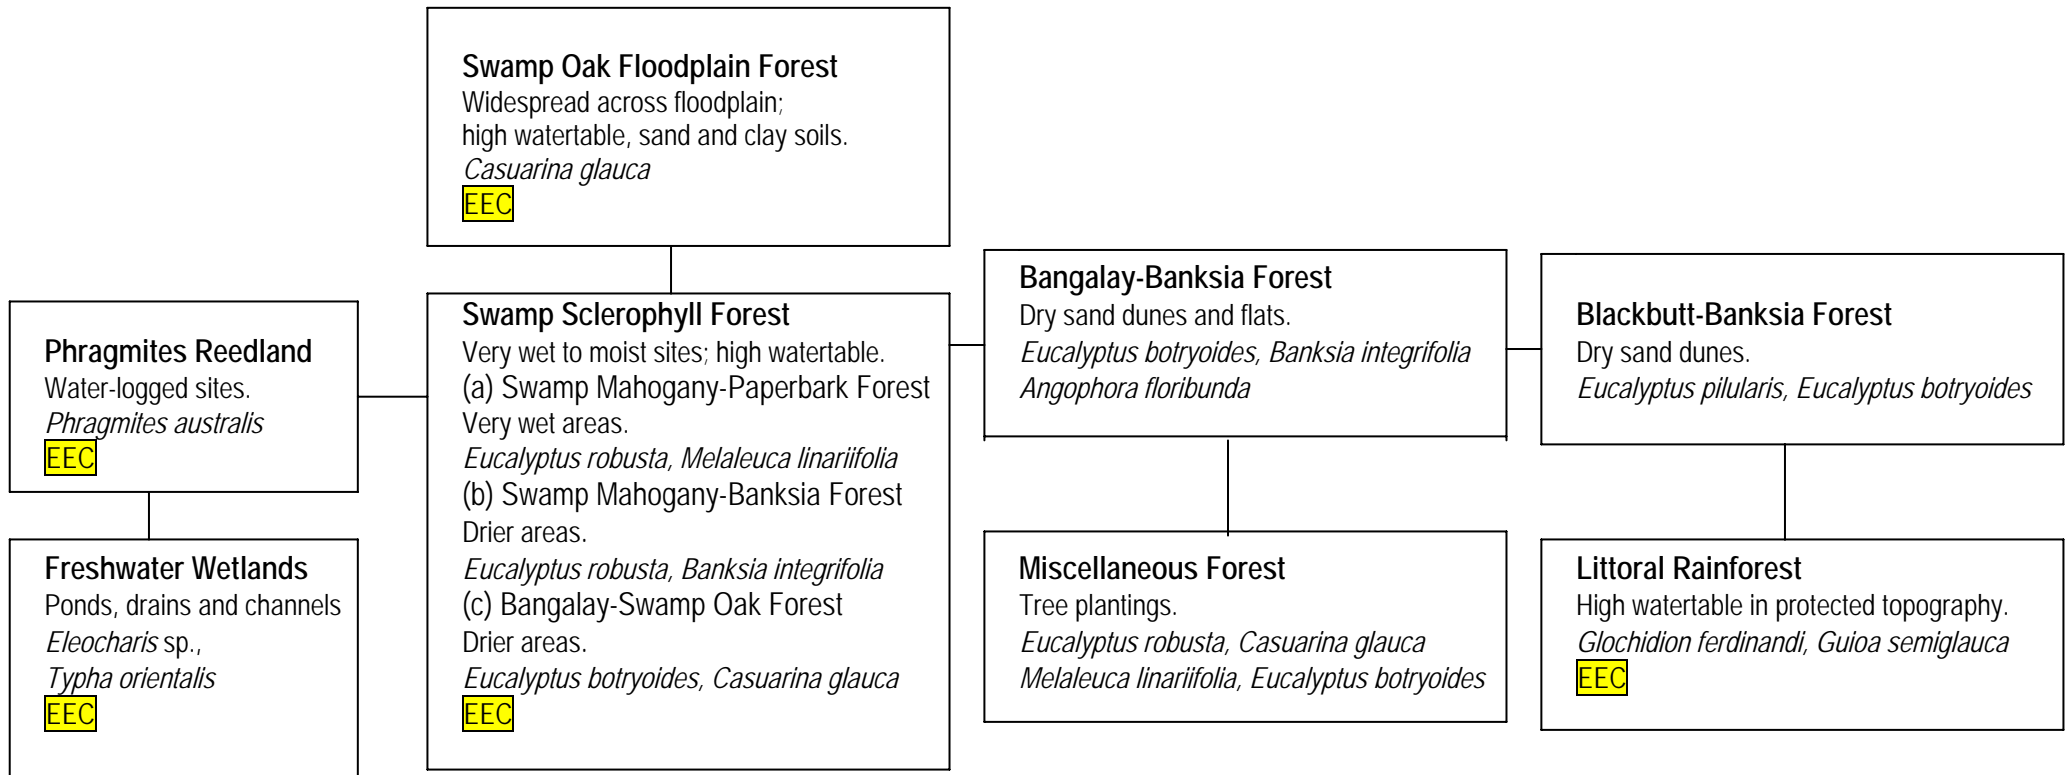 Swamp Oak Floodplain Forest
Widespread across floodplain;
high watertable, sand and clay soils.
Casuarina glauca
EEC
Phragmites Reedland
Water-logged sites.
Phragmites australis
EEC
Freshwater Wetlands
Ponds, drains and channels
Eleocharis sp.,
Typha orientalis
EEC
Swamp Sclerophyll Forest
Very wet to moist sites; high watertable.
(a) Swamp Mahogany-Paperbark Forest
Very wet areas.
Eucalyptus robusta, Melaleuca linariifolia
(b) Swamp Mahogany-Banksia Forest
Drier areas.
Eucalyptus robusta, Banksia integrifolia
(c) Bangalay-Swamp Oak Forest
Drier areas.
Eucalyptus botryoides, Casuarina glauca
EEC
Bangalay-Banksia Forest
Dry sand dunes and flats.
Eucalyptus botryoides, Banksia integrifolia
Angophora floribunda
Miscellaneous Forest
Tree plantings.
Eucalyptus robusta, Casuarina glauca
Melaleuca linariifolia, Eucalyptus botryoides
Blackbutt-Banksia Forest
Dry sand dunes.
Eucalyptus pilularis, Eucalyptus botryoides
Littoral Rainforest
High watertable in protected topography.
Glochidion ferdinandi, Guioa semiglauca
EEC